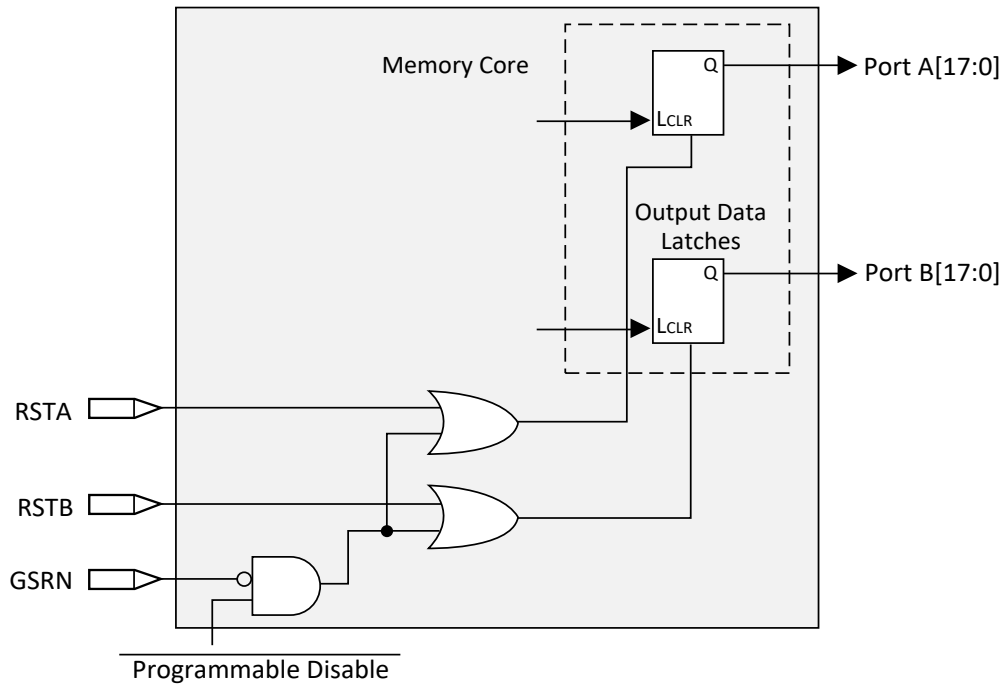 Memory Core
Q
Port A[17:0]
LCLR
Output Data
Latches
Q
Port B[17:0]
LCLR
RSTA
RSTB
GSRN
Programmable Disable